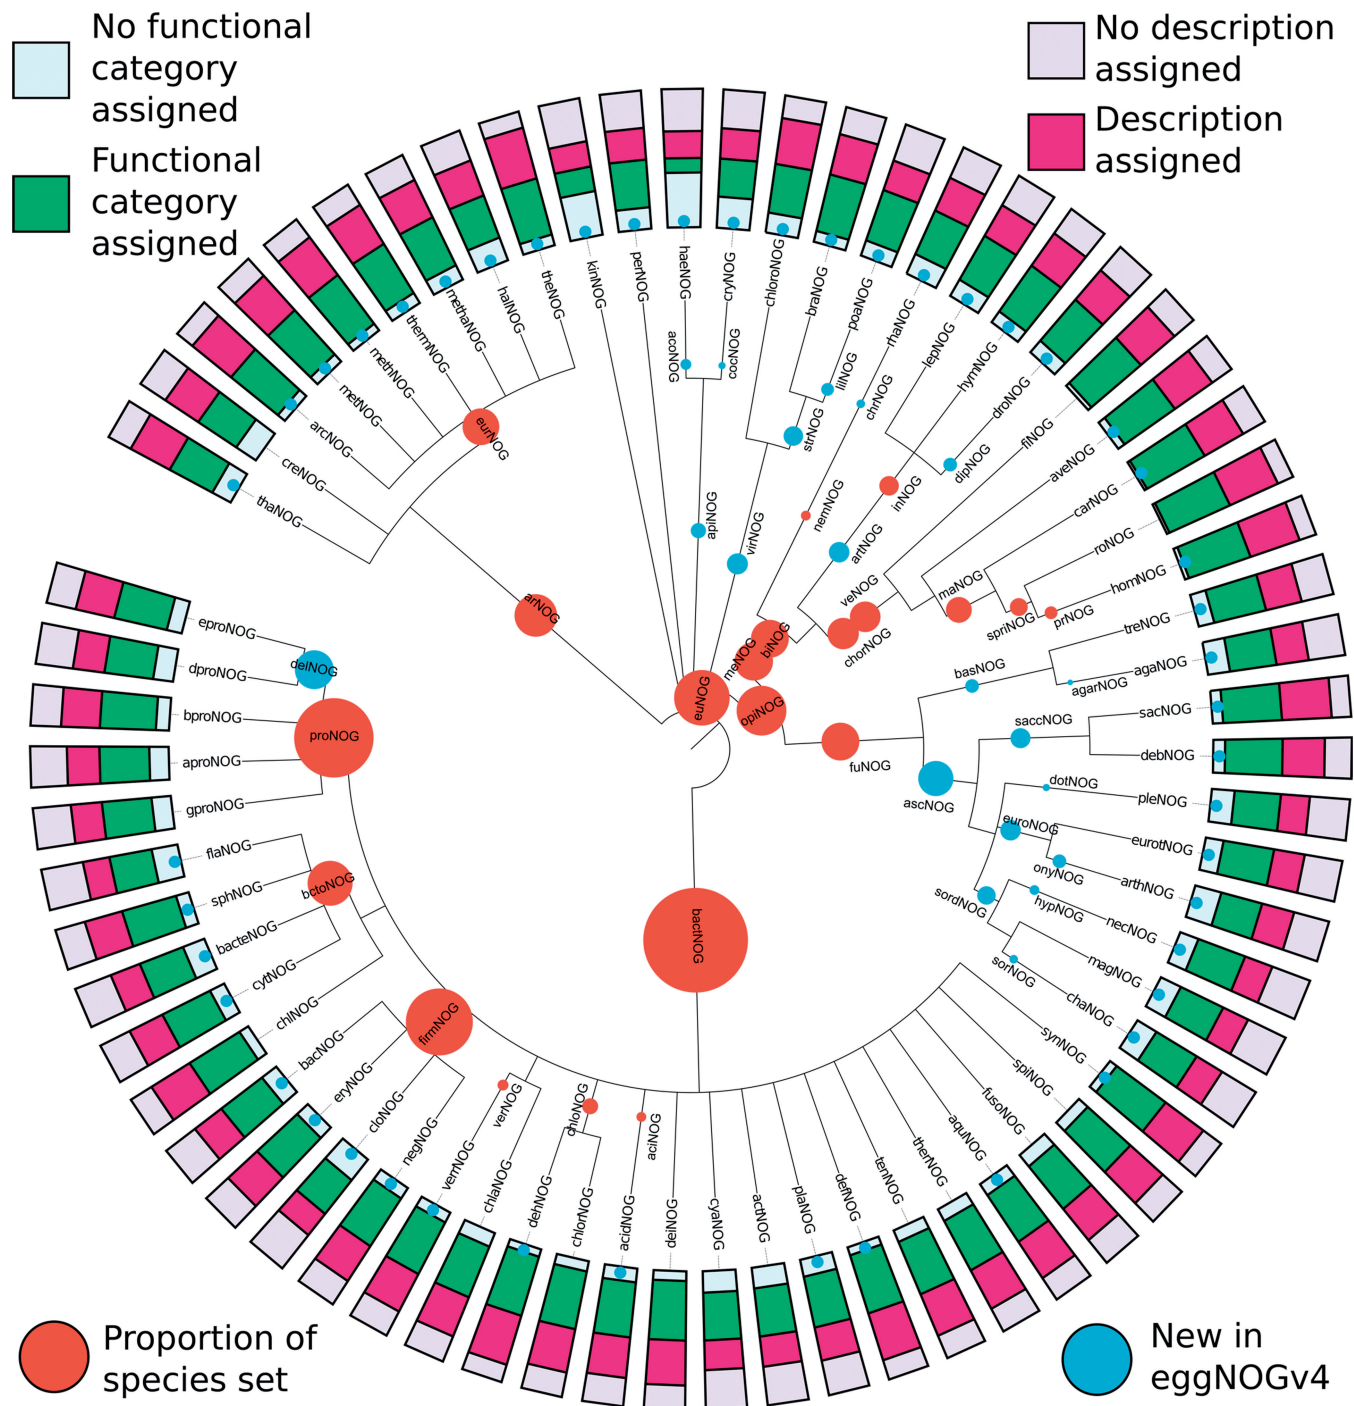 No functional
category
assigned
Functional
category
assigned
No description
assigned
Description
assigned
thaNOG
creNOG
arcNOG
metNOG
methNOG
thermNOG
methaNOG
halNOG
theNOG
eurNOG
arNOG
kinNOG
perNOG
haeNOG
acoNOG
cryNOG
cocNOG
apiNOG
chloroNOG
braNOG
poaNOG
lilNOG
strNOG
virNOG
rhaNOG
chrNOG
nemNOG
lepNOG
hymNOG
droNOG
dipNOG
inNOG
artNOG
fiNOG
aveNOG
carNOG
roNOG
homNOG
prNOG
spriNOG
maNOG
veNOG
chorNOG
biNOG
meNOG
opiNOG
euNOG
fuNOG
treNOG
agaNOG
agarNOG
basNOG
sacNOG
debNOG
saccNOG
ascNOG
pleNOG
dotNOG
euroNOG
eurotNOG
arthNOG
onyNOG
necNOG
hypNOG
sordNOG
magNOG
chaNOG
sorNOG
synNOG
spiNOG
fusoNOG
aquNOG
therNOG
tenNOG
defNOG
plaNOG
actNOG
cyaNOG
deiNOG
acidNOG
aciNOG
chlorNOG
dehNOG
chloNOG
chlaNOG
verrNOG
verNOG
negNOG
cloNOG
eryNOG
bacNOG
firmNOG
chlNOG
cytNOG
bacteNOG
sphNOG
flaNOG
bctoNOG
gproNOG
aproNOG
bproNOG
dproNOG
eproNOG
delNOG
proNOG
bactNOG
Proportion of
species set
New in
eggNOGv4